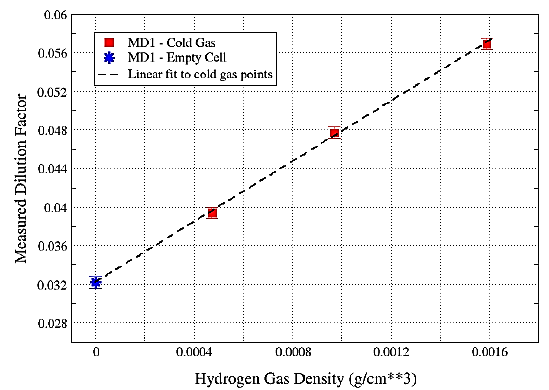 0.06
0.056
0.052
0.048
0.044
0.04
0.036
0.032
0.028
Measured Dilution Factor
MD1 - Cold Gas
MD1 - Empty Cell
Linear fit to cold gas points
0 0.0004 0.0008 0.0012 0.0016
Hydrogen Gas Density (g/cm**3)